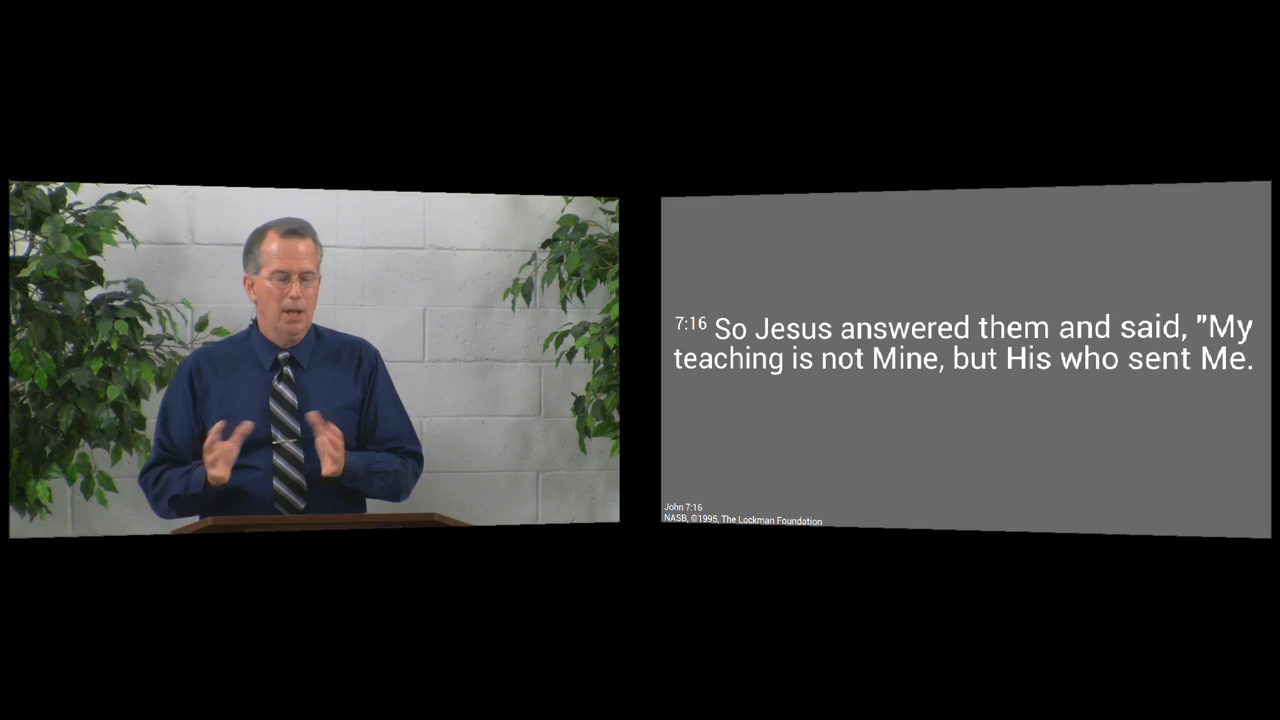 7:16 So Jesus answered them and said, "My
teaching is not Mine, but His who sent Me.
John 7:16
NASB, ©1995, The Lockman Foundation